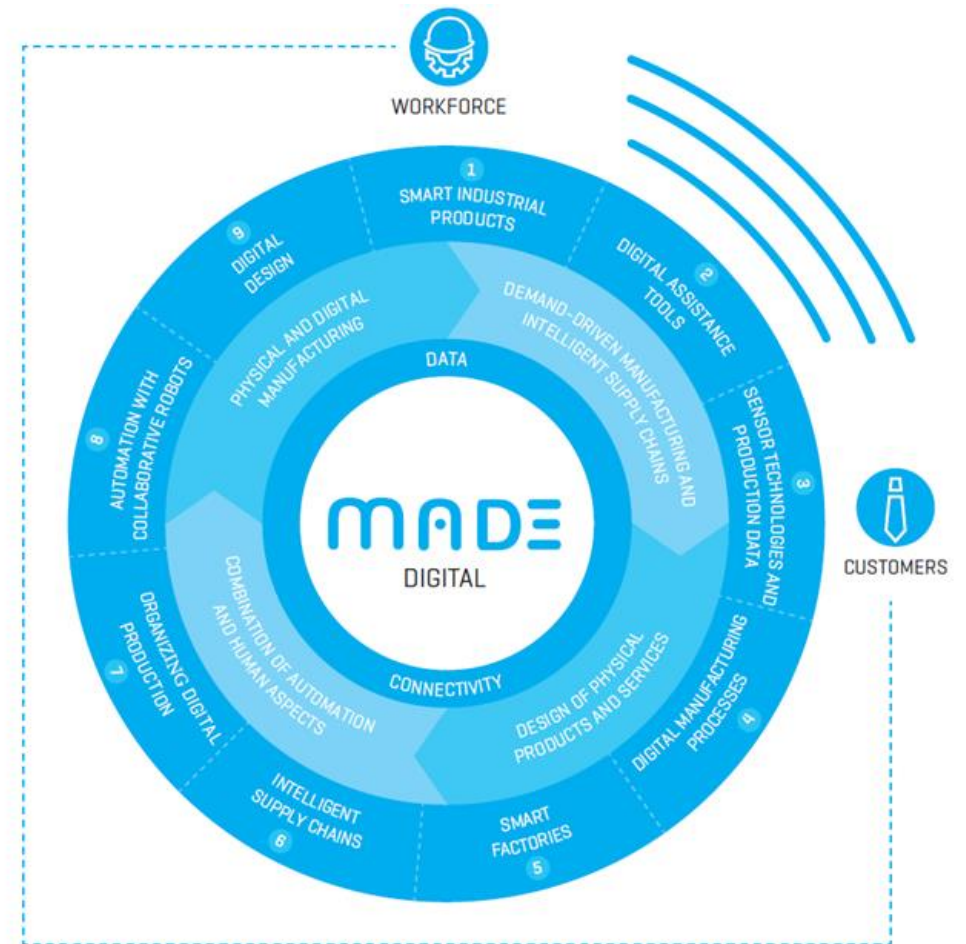 WORKFORCE
1
SMART INDUSTRIAL
PRODUCTS
2
DIGITAL ASSISTANCE
TOOLS
3
SENSOR TECHNOLOGIES AND
PRODUCTION DATA
4
DIGITAL MANUFACTURING
PROCESSES
5
SMART
FACTORIES
6
INTELLIGENT
SUPPLY CHAINS
7
ORGANIZING DIGITAL
PRODUCTION
8
AUTOMATION WITH
COLLABORATIVE ROBOTS
9
DIGITAL
DESIGN
DEMAND-DRIVEN MANUFACTURING AND
INTELLIGENT SUPPLY CHAINS
DESIGN OF PHYSICAL
PRODUCTS AND SERVICES
COMBINATION OF AUTOMATION
AND HUMAN ASPECTS
PHYSICAL AND DIGITAL
MANUFACTURING
DATA
MADE
DIGITAL
CONNECTIVITY
CUSTOMERS